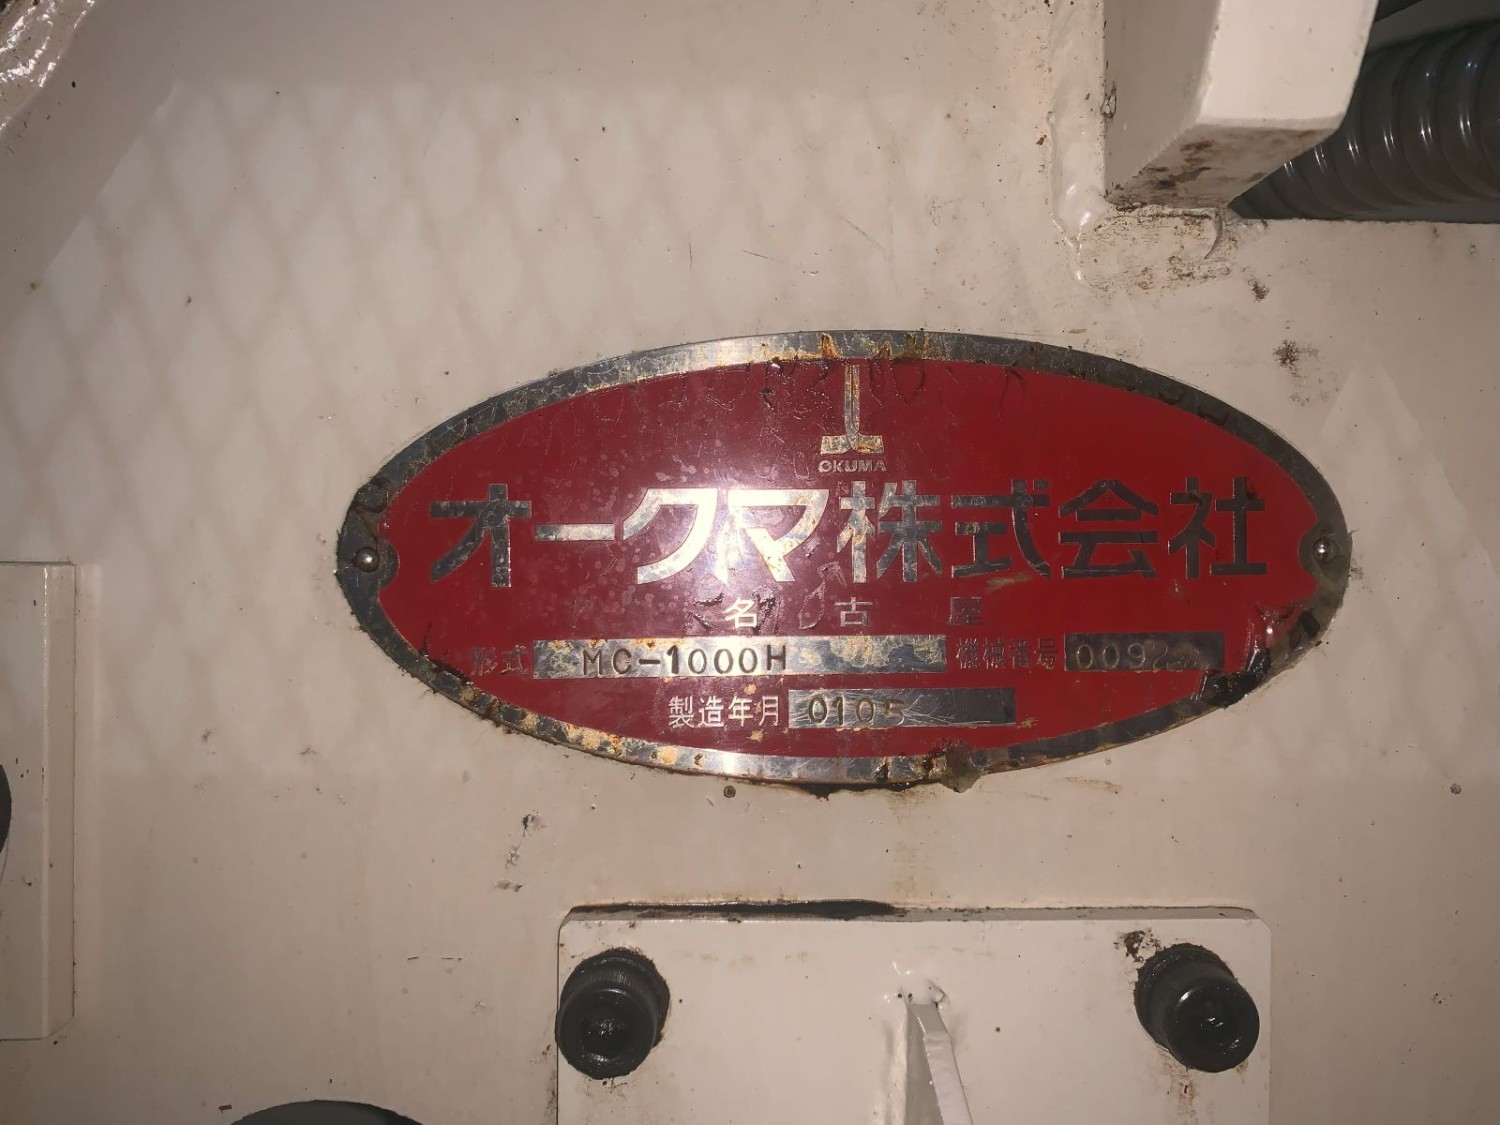 OKUMA
オークマ株式会社
名古屋
形式 MC-1000H 機械番号
製造年月 0105